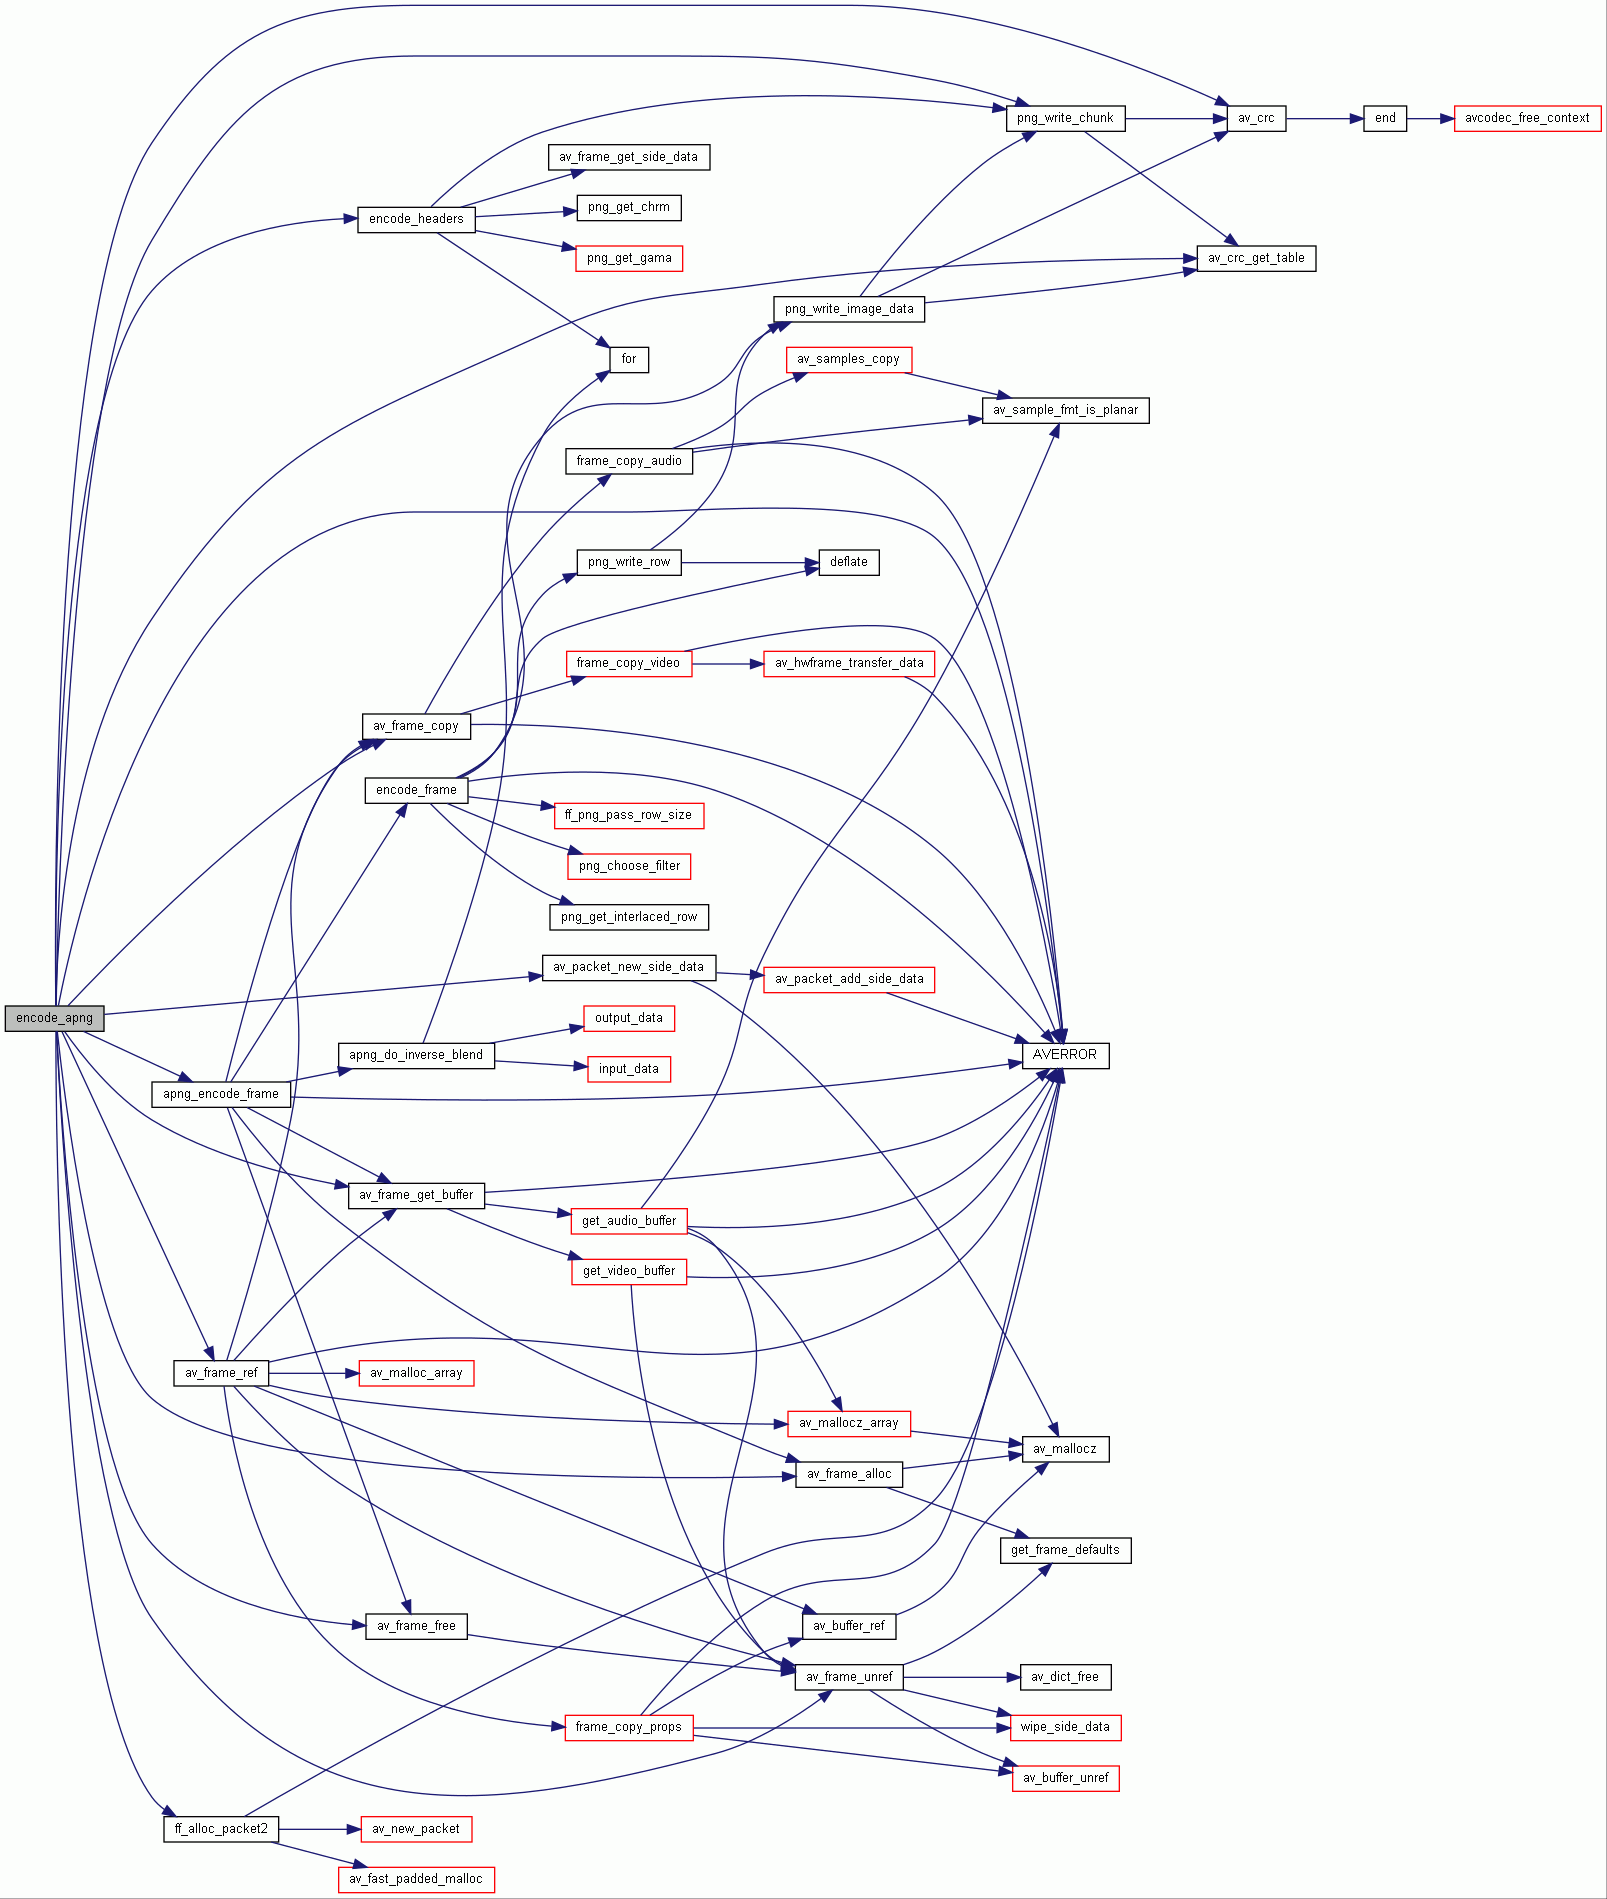 png_write_chunk
av_crc
end
avcodec_free_context
av_frame_get_side_data
png_get_chrm
encode_headers
png_get_gama
av_crc_get_table
png_write_image_data
for
av_samples_copy
av_sample_fmt_is_planar
frame_copy_audio
png_write_row
deflate
frame_copy_video
av_hwframe_transfer_data
av_frame_copy
encode_frame
ff_png_pass_row_size
png_choose_filter
png_get_interlaced_row
av_packet_new_side_data
av_packet_add_side_data
encode_apng
output_data
apng_do_inverse_blend
AVERROR
input_data
apng_encode_frame
av_frame_get_buffer
get_audio_buffer
get_video_buffer
av_frame_ref
av_malloc_array
av_mallocz_array
av_mallocz
av_frame_alloc
get_frame_defaults
av_frame_free
av_buffer_ref
av_frame_unref
av_dict_free
frame_copy_props
wipe_side_data
av_buffer_unref
ff_alloc_packet2
av_new_packet
av_fast_padded_malloc